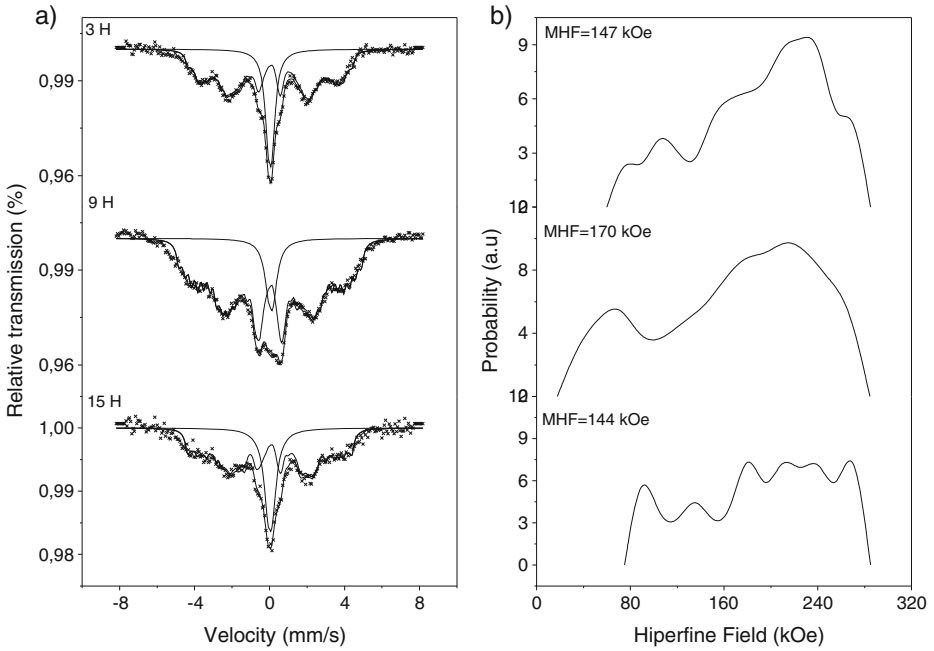 a)
3 H
0,99
0,96
9 H
0,99
0,96
15 H
1,00
0,99
0,98
-8 -4 0 4 8
Velocity (mm/s)
Relative transmission (%)
b)
MHF=147 kOe
9
6
3
MHF=170 kOe
8
4
MHF=144 kOe
9
6
3
0
0 80 160 240 320
Hiperfine Field (kOe)
Probability (a.u)